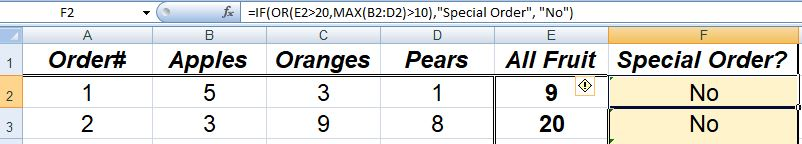 F2 fx =IF(OR(E2>20,MAX(B2:D2)>10),"Special Order", "No")
A B C D E F
1 Order# Apples Oranges Pears All Fruit Special Order?
2 1 5 3 1 9 No
3 2 3 9 8 20 No